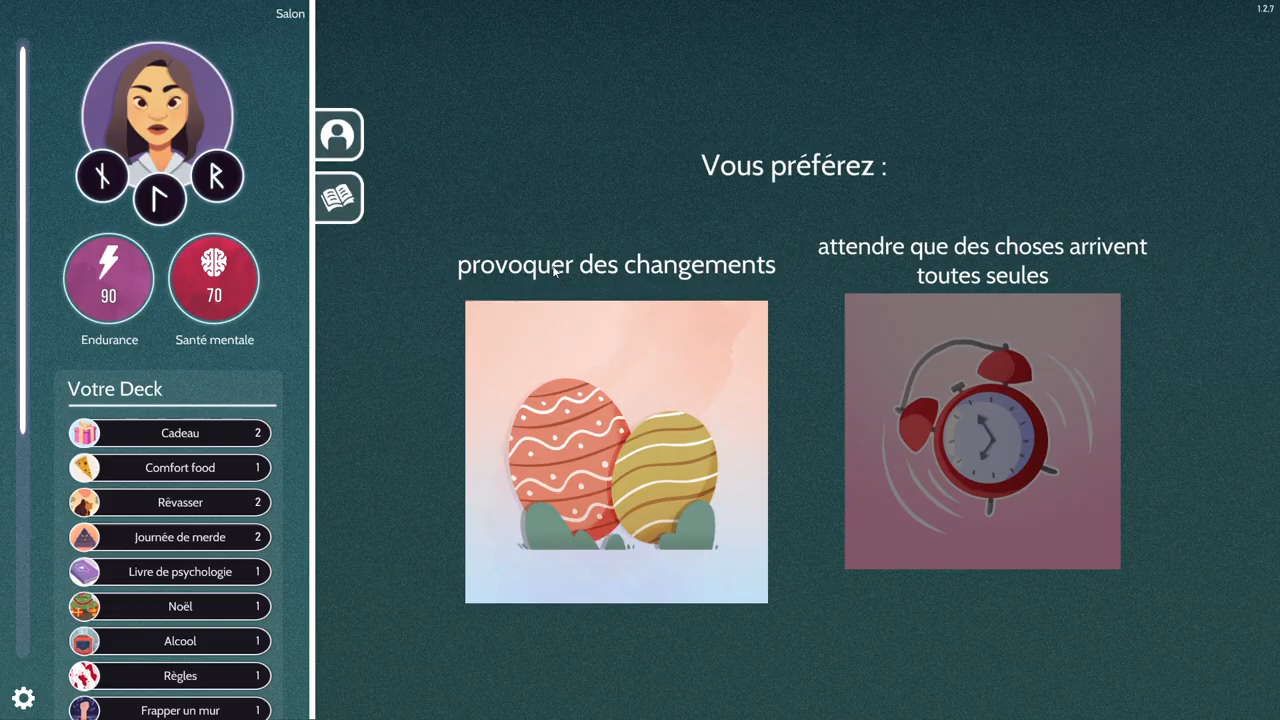 Salon
1.2.7
90
70
Endurance
Santé mentale
Votre Deck
Cadeau 2
Comfort food 1
Rêvasser 2
Journée de merde 2
Livre de psychologie 1
Noël 1
Alcool 1
Règles 1
Frapper un mur 1
Vous préférez :
provoquer des changements
attendre que des choses arrivent
toutes seules